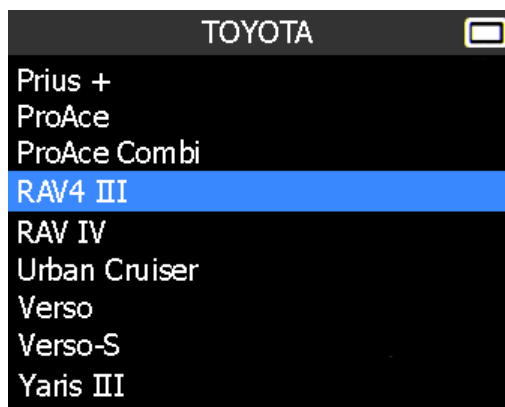 TOYOTA
Prius +
ProAce
ProAce Combi
RAV4 III
RAV IV
Urban Cruiser
Verso
Verso-S
Yaris III